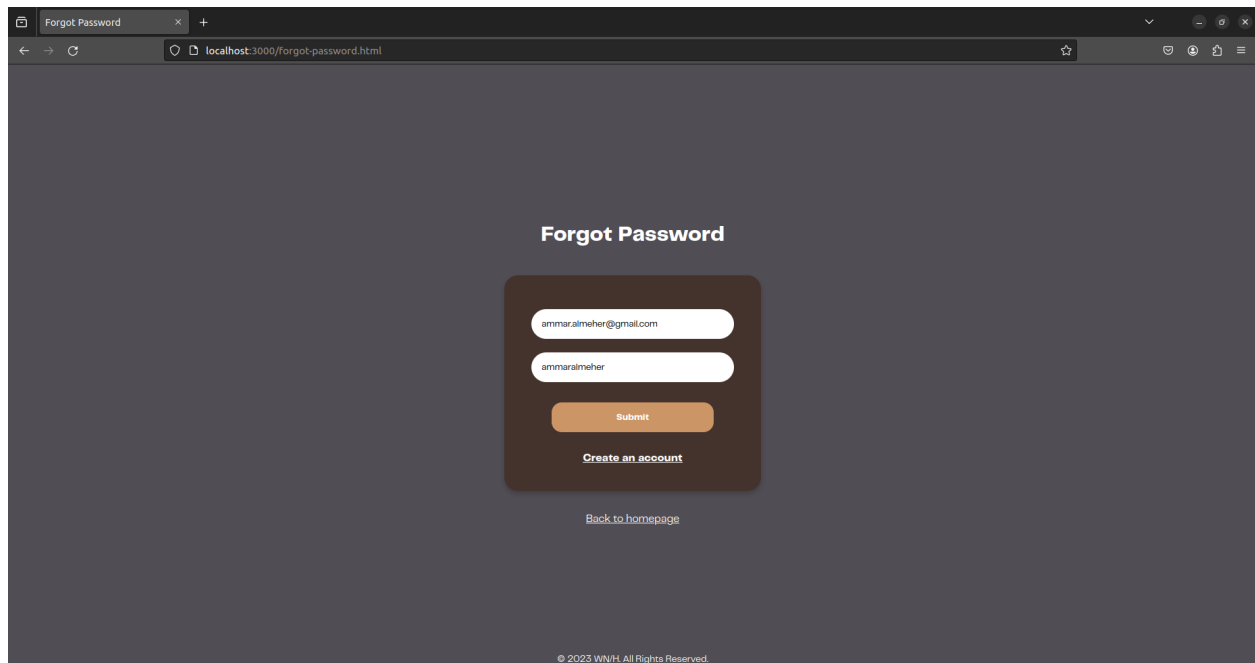 Forgot Password
localhost:3000/forgot-password.html
Forgot Password
ammar.almeher@gmail.com
ammaralmeher
Submit
Create an account
Back to homepage
© 2023 WN/H. All Rights Reserved.